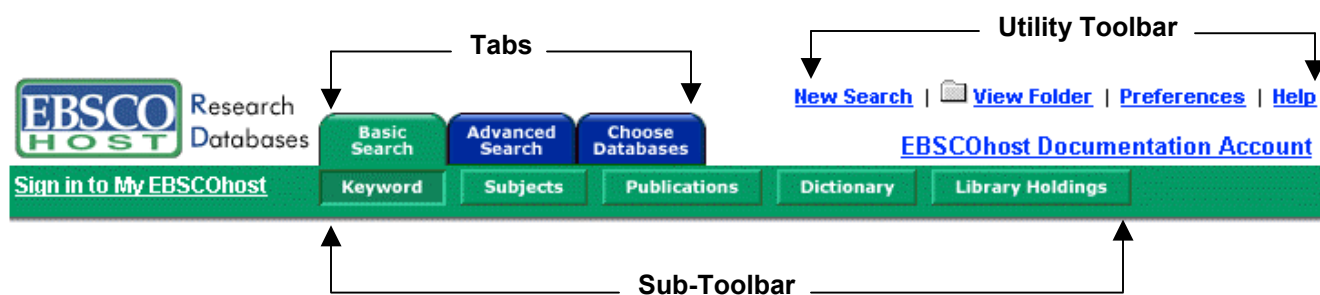 Utility Toolbar
Tabs
New Search | View Folder | Preferences | Help
EBSCO Research
HOST Databases
Basic Search
Advanced Search
Choose Databases
EBSCOhost Documentation Account
Sign in to My EBSCOhost
Keyword Subjects Publications Dictionary Library Holdings
Sub-Toolbar